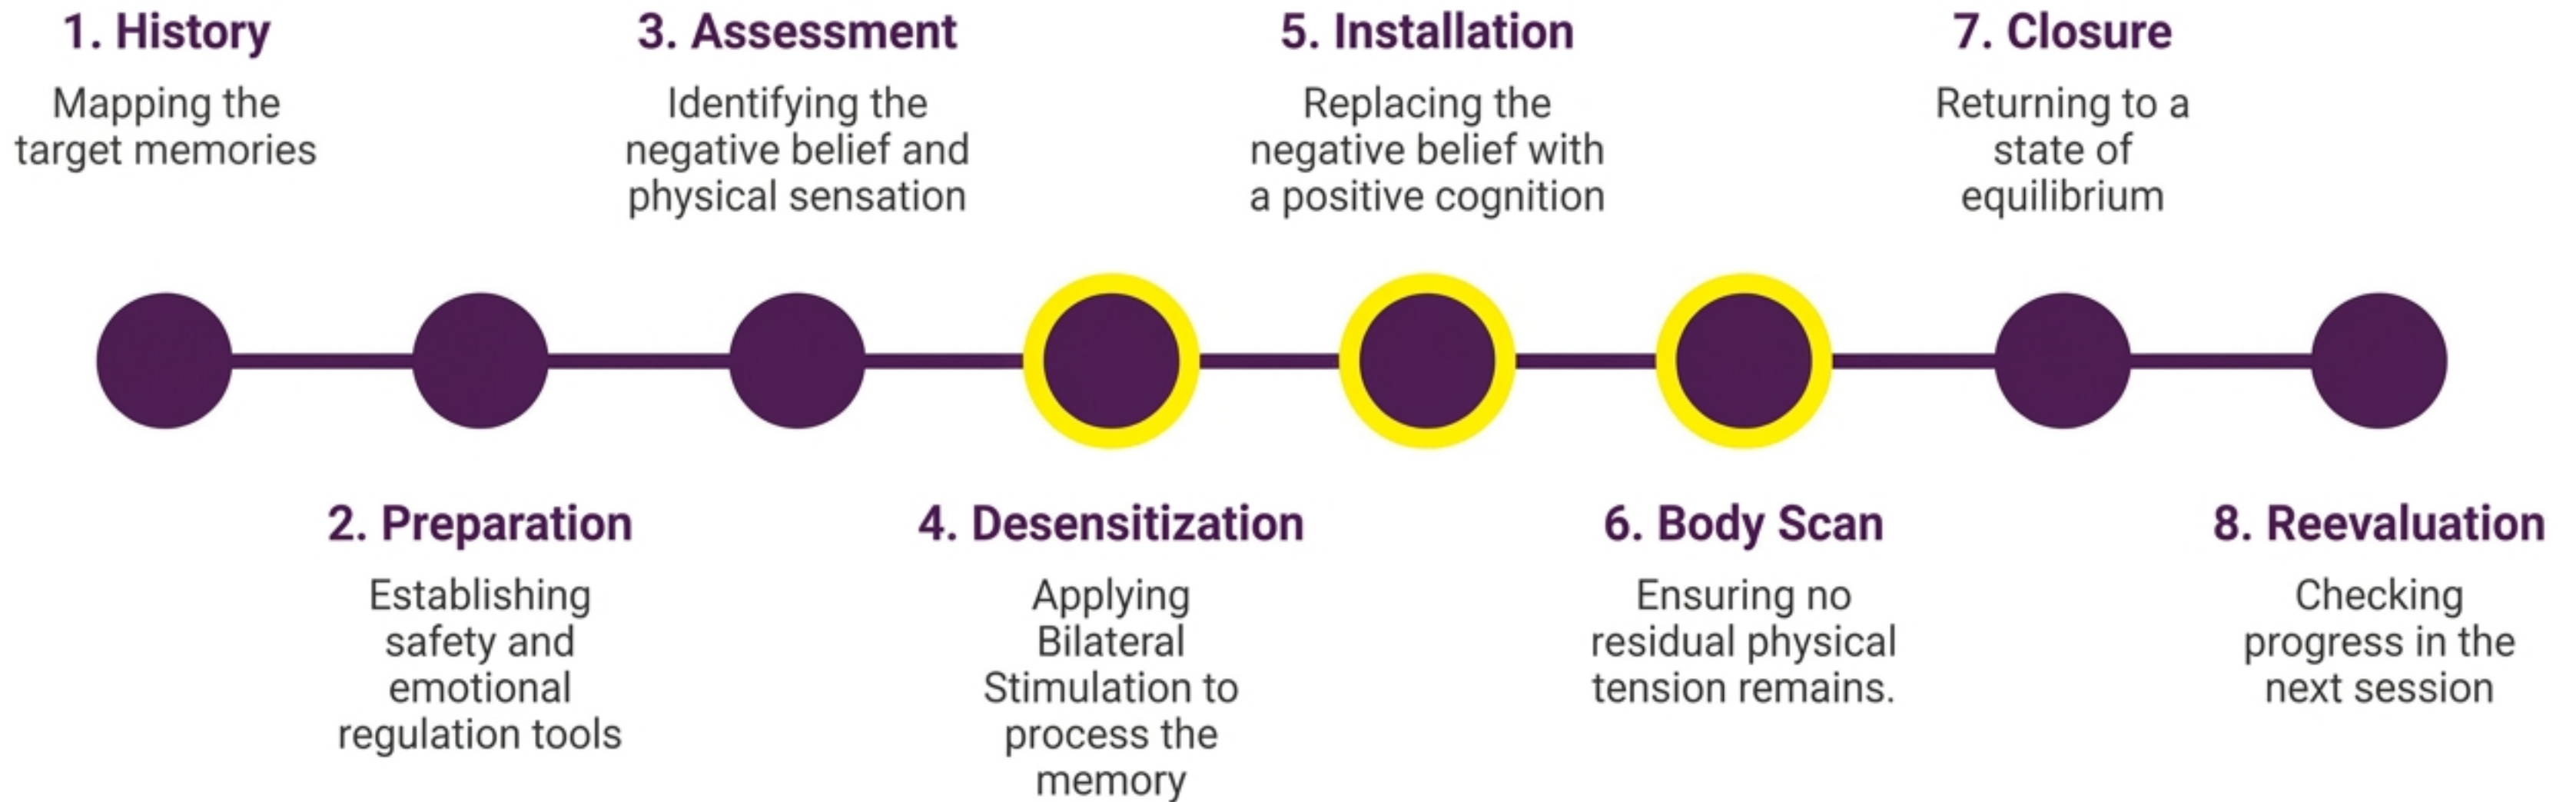 1. History
Mapping the
target memories
2. Preparation
Establishing
safety and
emotional
regulation tools
3. Assessment
Identifying the
negative belief and
physical sensation
4. Desensitization
Applying
Bilateral
Stimulation to
process the
memory
5. Installation
Replacing the
negative belief with
a positive cognition
6. Body Scan
Ensuring no
residual physical
tension remains.
7. Closure
Returning to a
state of
equilibrium
8. Reevaluation
Checking
progress in the
next session